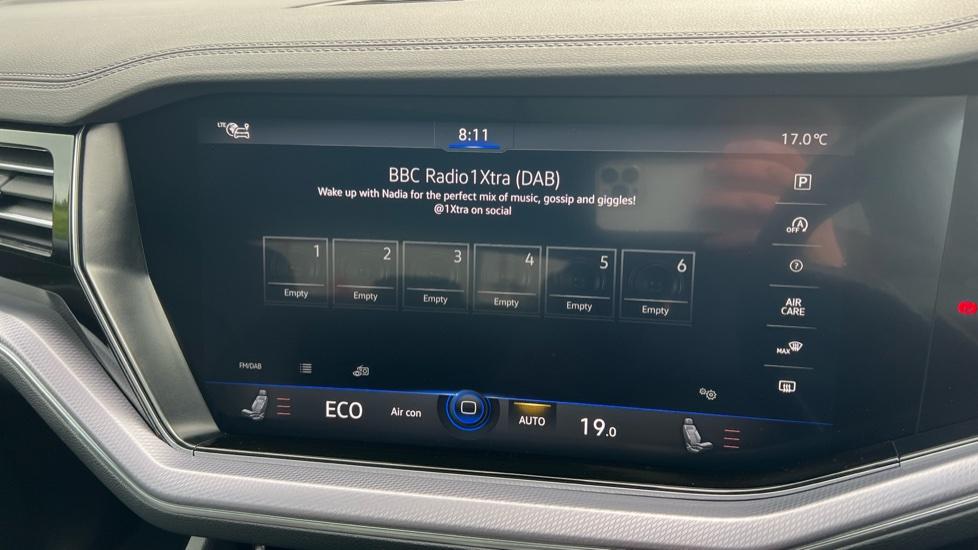 LTE
8:11
17.0°C
BBC Radio1Xtra (DAB)
Wake up with Nadia for the perfect mix of music, gossip and giggles!
@1Xtra on social
P
A
OFF
?
AIR
CARE
MAX
1
2
3
4
5
6
Empty
Empty
Empty
Empty
Empty
Empty
FM/DAB
ECO
Air con
AUTO
19.0